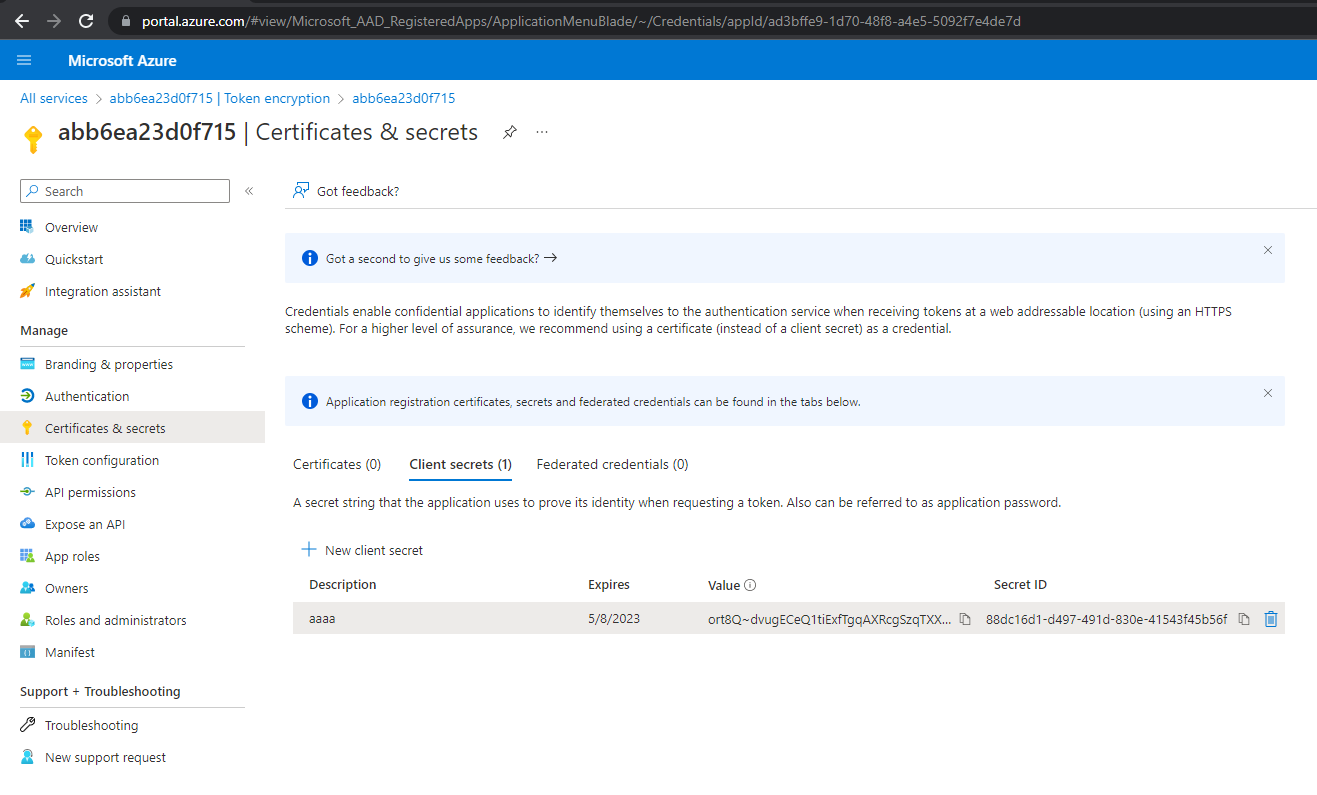 portal.azure.com/#view/Microsoft_AAD_RegisteredApps/ApplicationMenuBlade/~/Credentials/appId/ad3bffe9-1d70-48f8-a4e5-5092f7e4de7d
Microsoft Azure
All services > abb6ea23d0f715 | Token encryption > abb6ea23d0f715
abb6ea23d0f715 | Certificates & secrets ...
Search «
Overview
Quickstart
Integration assistant
Manage
Branding & properties
Authentication
Certificates & secrets
Token configuration
API permissions
Expose an API
App roles
Owners
Roles and administrators
Manifest
Support + Troubleshooting
Troubleshooting
New support request
Got feedback?
Got a second to give us some feedback? →
Credentials enable confidential applications to identify themselves to the authentication service when receiving tokens at a web addressable location (using an HTTPS
scheme). For a higher level of assurance, we recommend using a certificate (instead of a client secret) as a credential.
Application registration certificates, secrets and federated credentials can be found in the tabs below.
Certificates (0) Client secrets (1) Federated credentials (0)
A secret string that the application uses to prove its identity when requesting a token. Also can be referred to as application password.
New client secret
Description Expires Value Secret ID
aaaa 5/8/2023 ort8Q~dvugECeQ1tiExfTgqAXRcgSzqTXX... 88dc16d1-d497-491d-830e-41543f45b56f